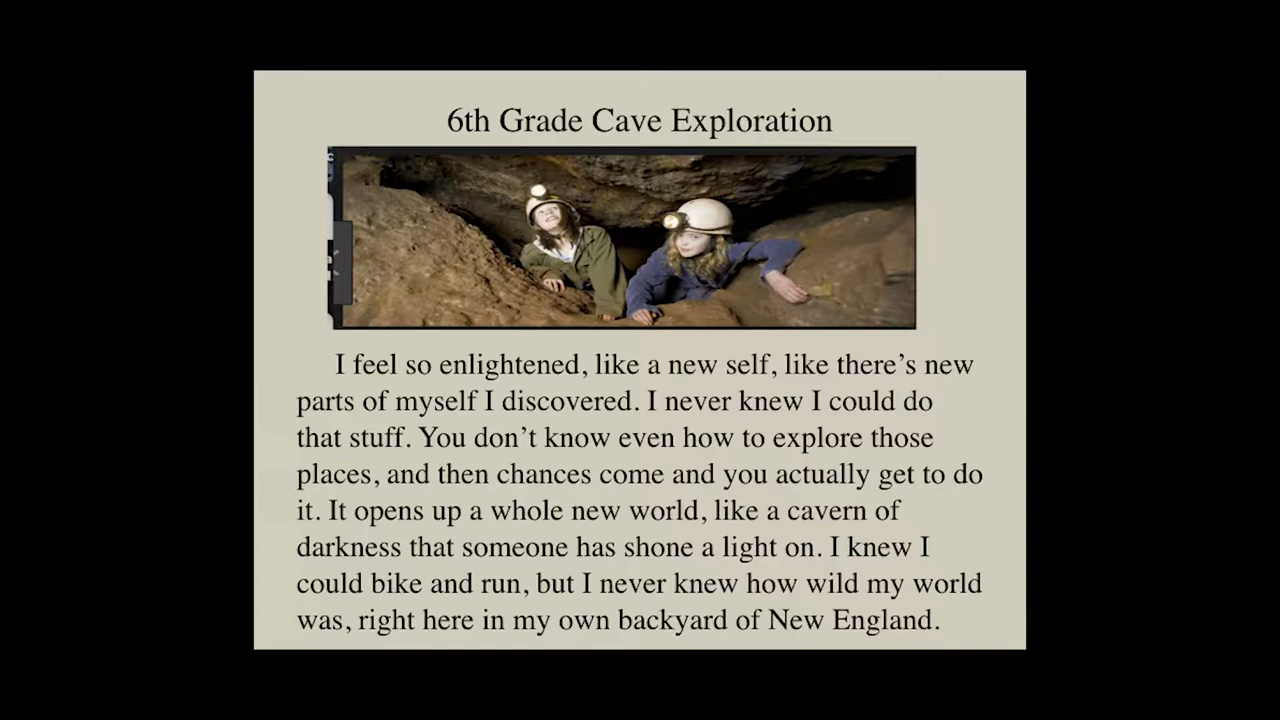 6th Grade Cave Exploration
I feel so enlightened, like a new self, like there's new
parts of myself I discovered. I never knew I could do
that stuff. You don't know even how to explore those
places, and then chances come and you actually get to do
it. It opens up a whole new world, like a cavern of
darkness that someone has shone a light on. I knew I
could bike and run, but I never knew how wild my world
was, right here in my own backyard of New England.